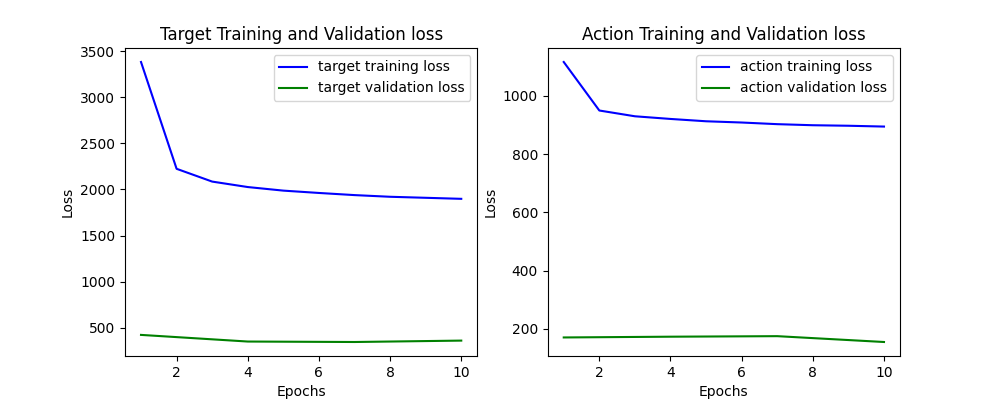 Target Training and Validation loss
3500
3000
2500
2000
1500
1000
500
Loss
target training loss
target validation loss
2
4
6
8
10
Epochs
Action Training and Validation loss
1000
800
600
400
200
Loss
action training loss
action validation loss
2
4
6
8
10
Epochs